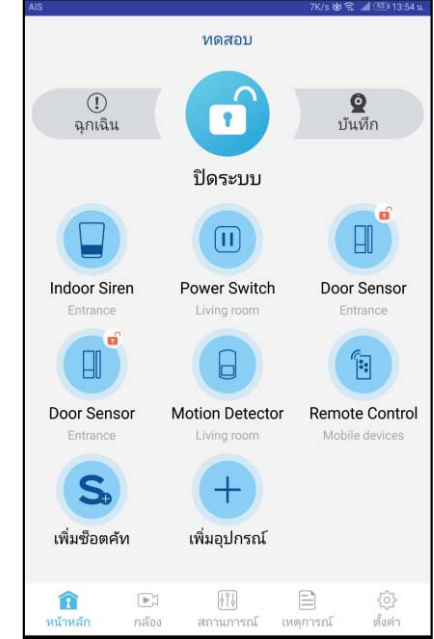 AIS 7K/s 53 13:54 น.
ทดสอบ
ฉุกเฉิน
บันทึก
ปิดระบบ
Indoor Siren Power Switch Door Sensor
Entrance Living room Entrance
Door Sensor Motion Detector Remote Control
Entrance Living room Mobile devices
เพิ่มช็อตคัท เพิ่มอุปกรณ์
หน้าหลัก กล้อง สถานการณ์ เหตุการณ์ ตั้งค่า